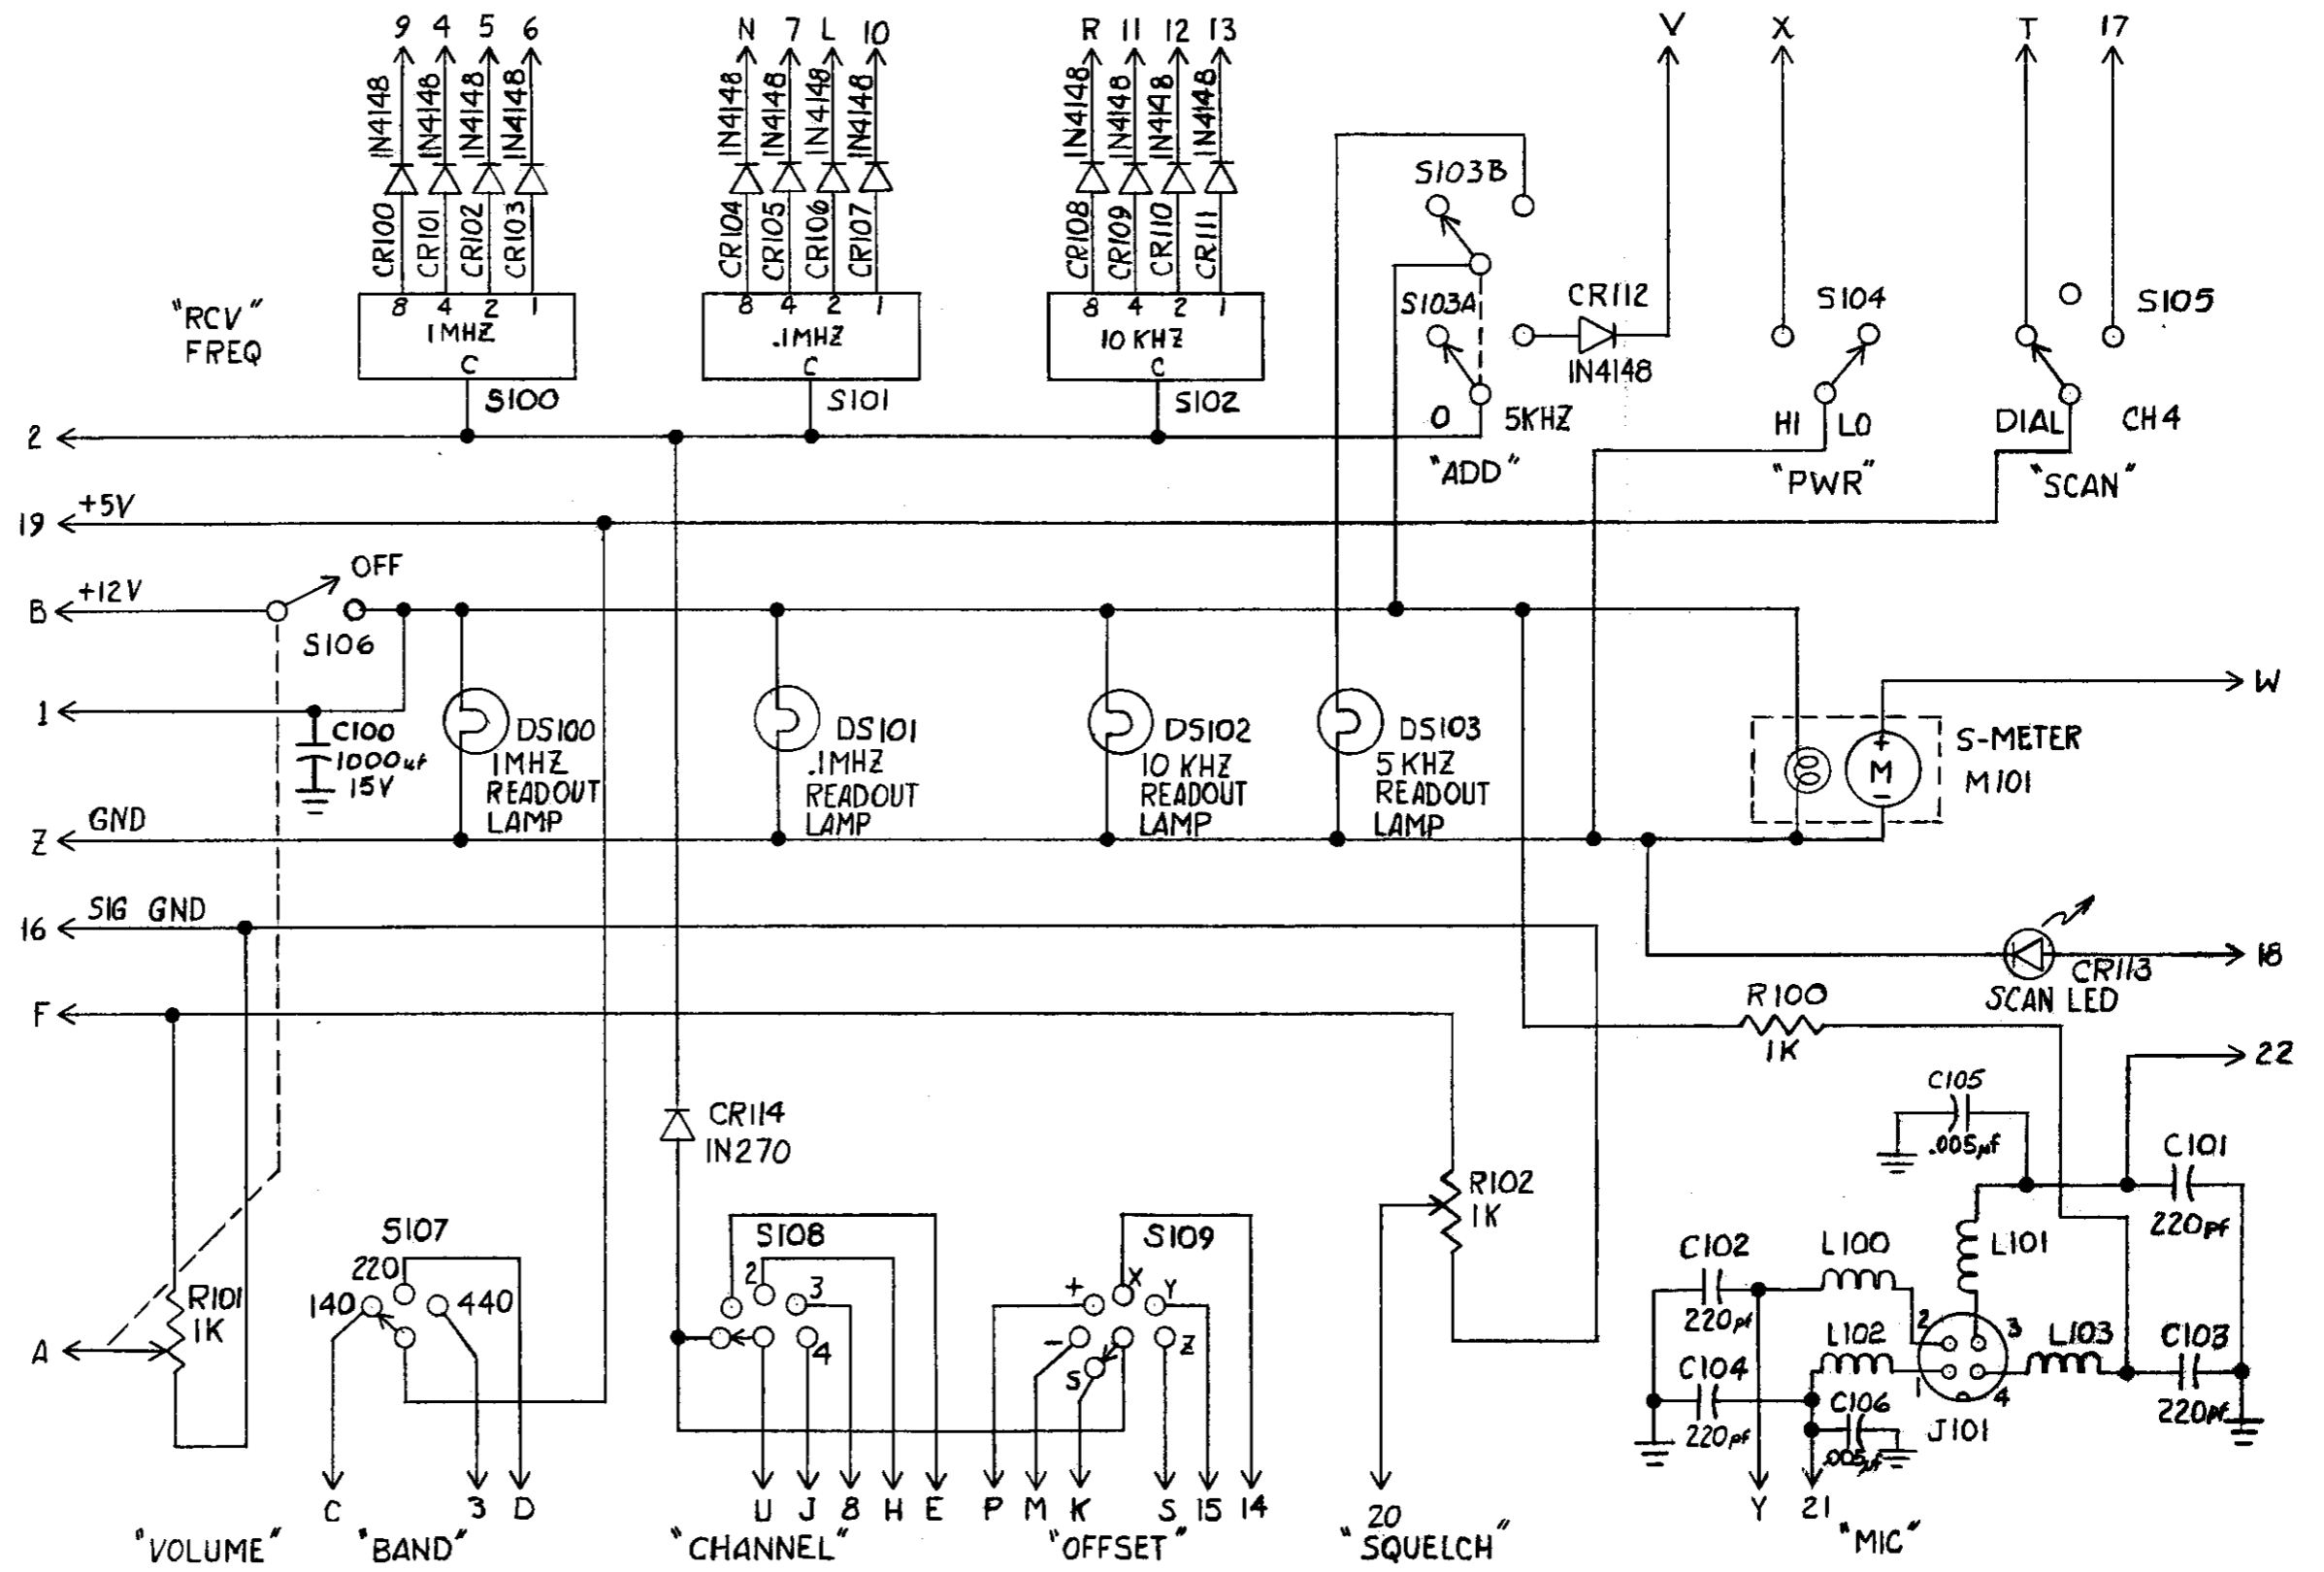 9 4 5 6 N 7 L 10 R 11 12 13 V X T 17
IN4148 IN4148 IN4148 IN4148 IN4148 IN4148 IN4148 IN4148 IN4148 IN4148 IN4148 IN4148
CR100 CR101 CR102 CR103 CR104 CR105 CR106 CR107 CR108 CR109 CR110 CR111
S103B
"RCV"
FREQ
8 4 2 1
1 MHZ
C
S100
8 4 2 1
.1MHZ
C
S101
8 4 2 1
10 KHZ
C
S102
S103A
CR112
IN4148
O 5KHZ
"ADD"
S104
HI LO
"PWR"
S105
DIAL CH4
"SCAN"
2
19 +5V
B +12V
OFF
S106
1
C100
1000uf
15V
DS100
1MHZ
READOUT
LAMP
DS101
.1MHZ
READOUT
LAMP
DS102
10 KHZ
READOUT
LAMP
DS103
5 KHZ
READOUT
LAMP
W
S-METER
M101
+
M
-
Z GND
16 SIG GND
18
CR113
SCAN LED
F
R100
1K
22
CR114
IN270
C105
.005µf
C101
220pf
R102
1K
S107
220
140 440
R101
1K
A
S108
2
3
4
S109
+ X Y
- Z
S
C102
220pf
L100
L101
L102
L103
2 3
1 4
J101
C103
220pf
C104
220pf
C106
.005µf
C 3 D U J 8 H E P M K S 15 14 20 Y 21
"VOLUME" "BAND" "CHANNEL" "OFFSET" "SQUELCH" "MIC"